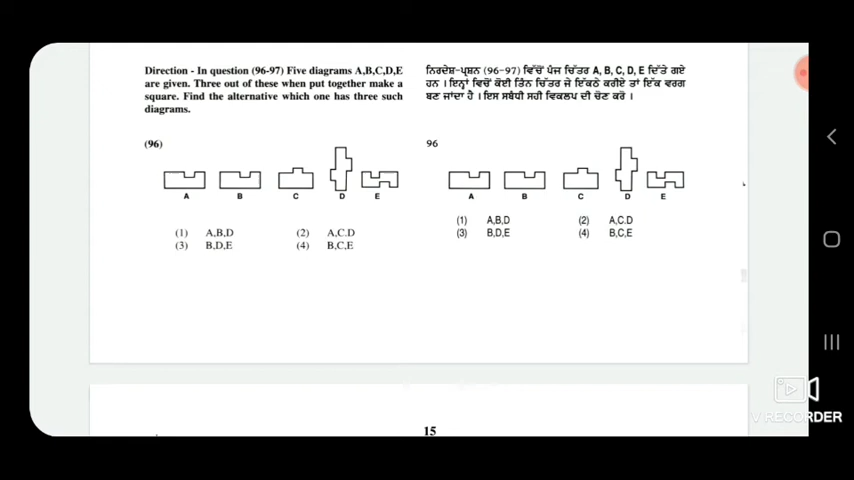 Direction - In question (96-97) Five diagrams A,B,C,D,E
are given. Three out of these when put together make a
square. Find the alternative which one has three such
diagrams.
(96)
A B C D E
(1) A,B,D (2) A,C.D
(3) B,D,E (4) B,C,E
ਨਿਰਦੇਸ਼-ਪ੍ਰਸ਼ਨ (96-97) ਵਿੱਚੋਂ ਪੰਜ ਚਿੱਤਰ A, B, C, D, E ਦਿੱਤੇ ਗਏ
ਹਨ । ਇਨ੍ਹਾਂ ਵਿਚੋਂ ਕੋਈ ਤਿੰਨ ਚਿੱਤਰ ਜੇ ਇੱਕਠੇ ਕਰੀਏ ਤਾਂ ਇੱਕ ਵਰਗ
ਬਣ ਜਾਂਦਾ ਹੈ । ਇਸ ਸਬੰਧੀ ਸਹੀ ਵਿਕਲਪ ਦੀ ਚੋਣ ਕਰੋ ।
96
A B C D E
(1) A,B,D (2) A,C.D
(3) B,D,E (4) B,C,E
15
V RECORDER